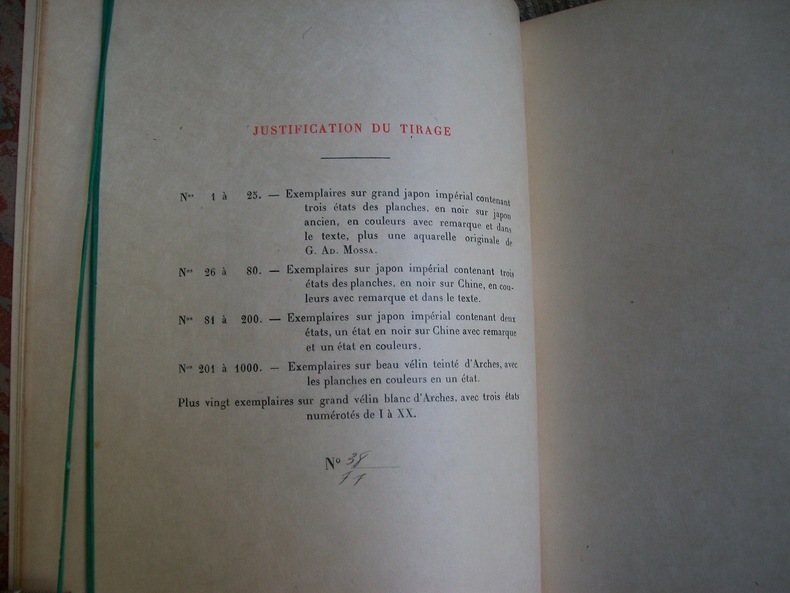 JUSTIFICATION DU TIRAGE
Nos 1 à 25. — Exemplaires sur grand japon impérial contenant
trois états des planches, en noir sur japon
ancien, en couleurs avec remarque et dans
le texte, plus une aquarelle originale de
G. Ad. Mossa.
Nos 26 à 80. — Exemplaires sur japon impérial contenant trois
états des planches, en noir sur Chine, en cou-
leurs avec remarque et dans le texte.
Nos 81 à 200. — Exemplaires sur japon impérial contenant deux
états, un état en noir sur Chine avec remarque
et un état en couleurs.
Nos 201 à 1000. — Exemplaires sur beau vélin teinté d'Arches, avec
les planches en couleurs en un état.
Plus vingt exemplaires sur grand vélin blanc d'Arches, avec trois états
numérotés de I à XX.
No 38